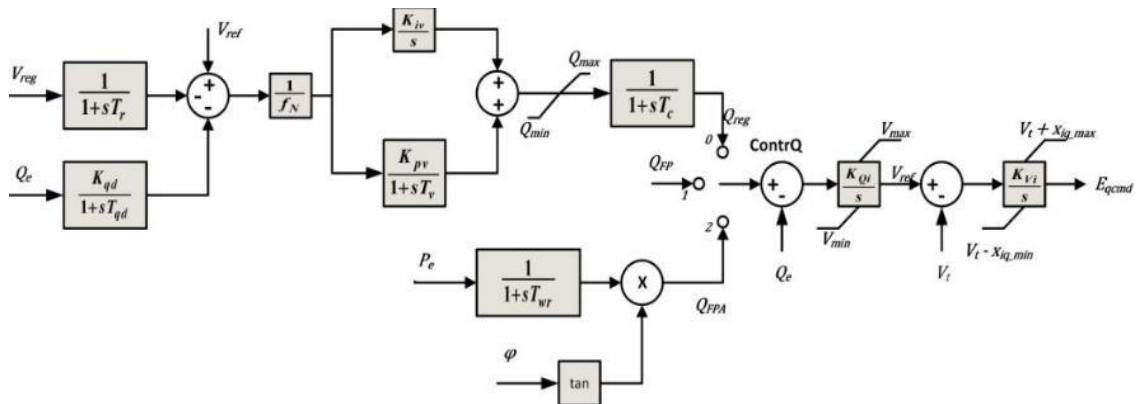 V_ref
V_reg
1
1+sT_r
+
-
-
1
f_N
K_iv
s
+
+
Q_max
Q_min
1
1+sT_c
Q_reg
0
Q_e
K_qd
1+sT_qd
K_pv
1+sT_v
Q_FP
1
2
ContrQ
+
-
Q_e
V_max
K_Qi
s
V_min
V_ref
+
-
V_t
V_t + x_iq_max
K_Vi
s
V_t - x_iq_min
E_qcmd
P_e
1
1+sT_wr
X
Q_FPA
φ
tan